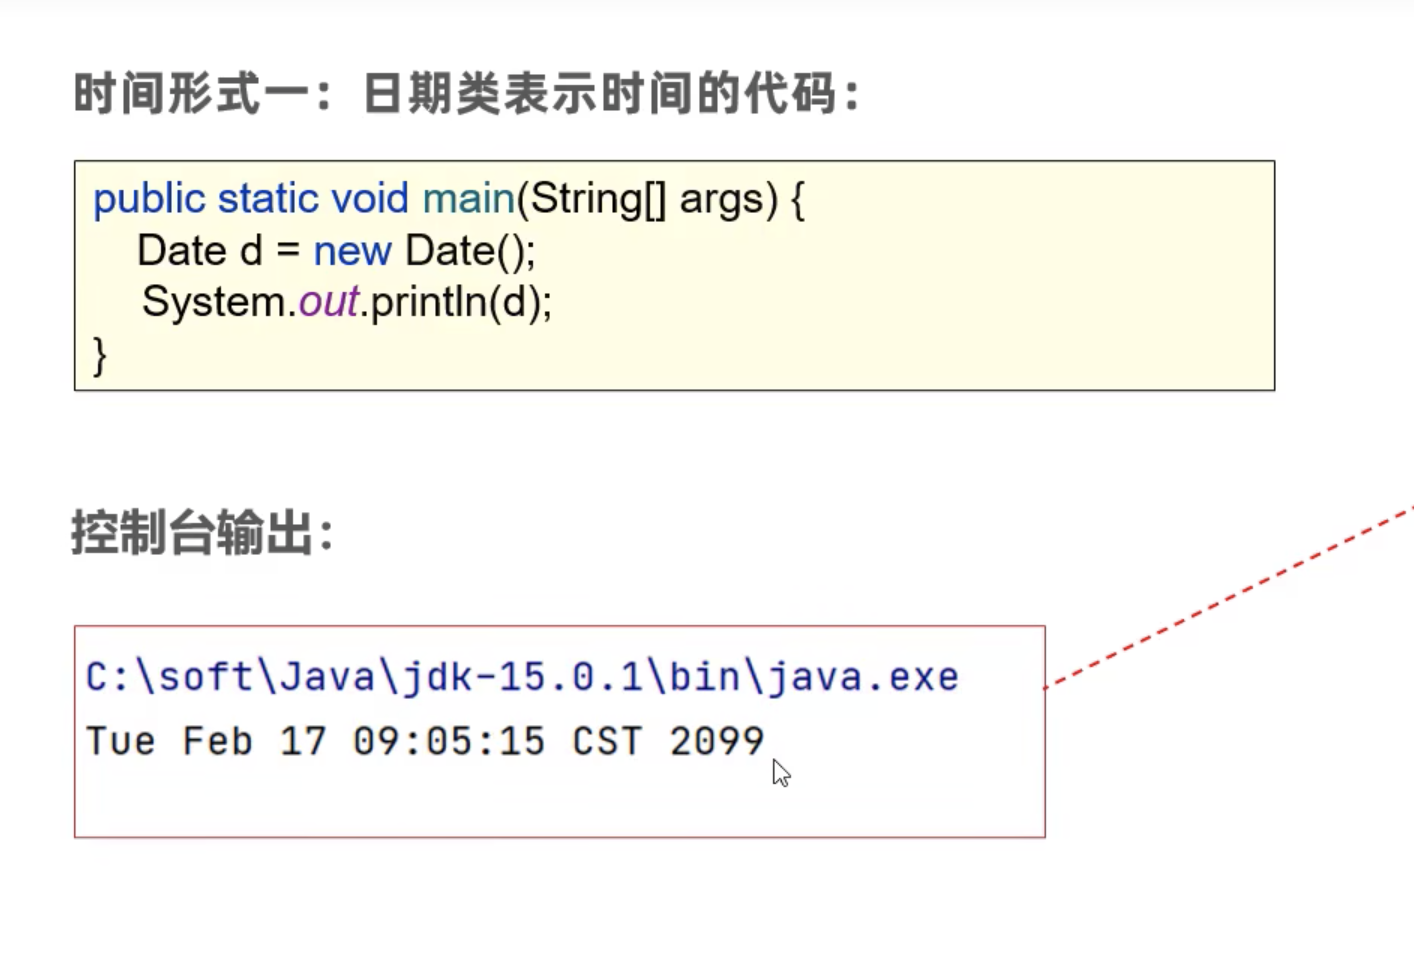 时间形式一：日期类表示时间的代码：
public static void main(String[] args) {
Date d = new Date();
System.out.println(d);
}
控制台输出：
C:\soft\Java\jdk-15.0.1\bin\java.exe
Tue Feb 17 09:05:15 CST 2099